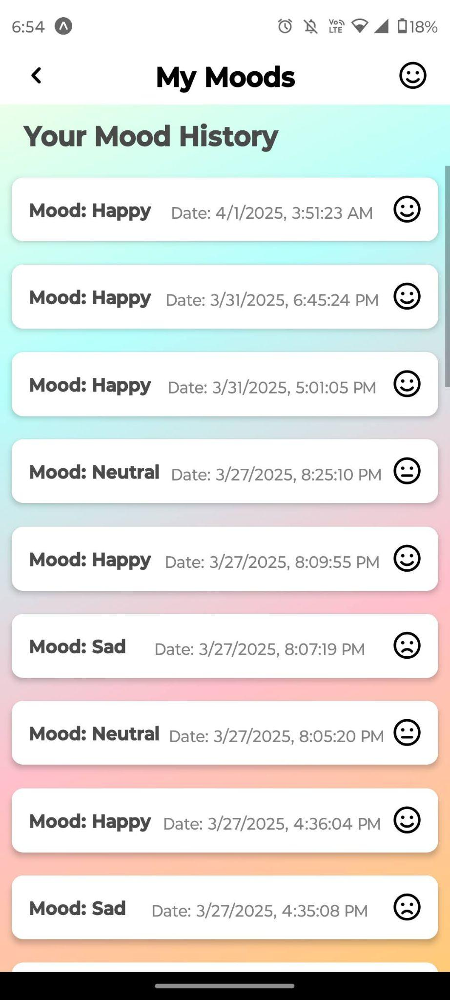 6:54
Vo LTE 18%
My Moods
Your Mood History
Mood: Happy Date: 4/1/2025, 3:51:23 AM
Mood: Happy Date: 3/31/2025, 6:45:24 PM
Mood: Happy Date: 3/31/2025, 5:01:05 PM
Mood: Neutral Date: 3/27/2025, 8:25:10 PM
Mood: Happy Date: 3/27/2025, 8:09:55 PM
Mood: Sad Date: 3/27/2025, 8:07:19 PM
Mood: Neutral Date: 3/27/2025, 8:05:20 PM
Mood: Happy Date: 3/27/2025, 4:36:04 PM
Mood: Sad Date: 3/27/2025, 4:35:08 PM